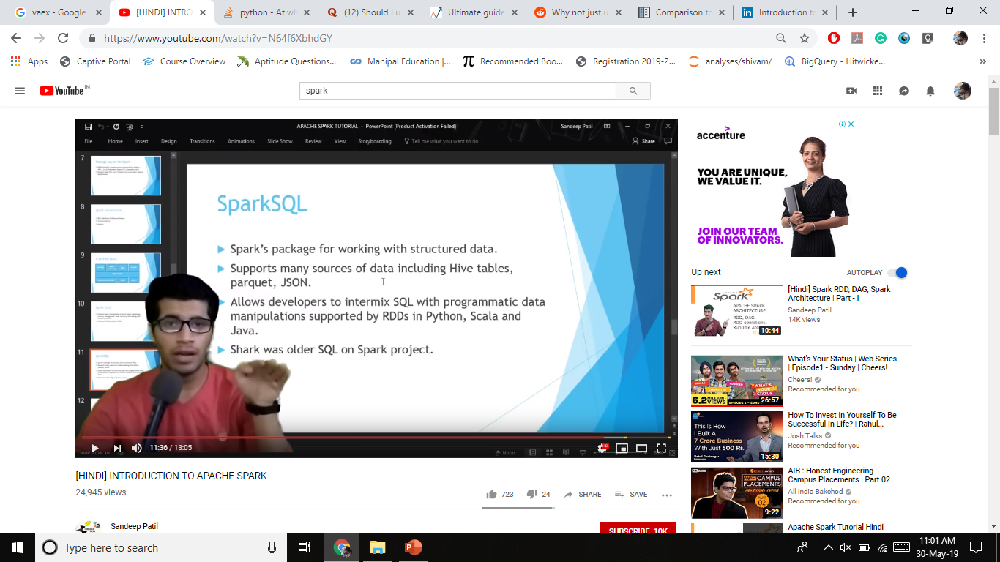 vaex - Google
[HINDI] INTRO
python - At wh
(12) Should I u
Ultimate guide
Why not just u
Comparison to
Introduction to
https://www.youtube.com/watch?v=N64f6XbhdGY
Apps
Captive Portal
Course Overview
Aptitude Questions...
Manipal Education |...
Recommended Boo...
Registration 2019-2...
analyses/shivam/
BigQuery - Hitwicke...
YouTube IN
spark
APACHE SPARK TUTORIAL - PowerPoint (Product Activation Failed)
Sandeep Patil
File Home Insert Design Transitions Animations Slide Show Review View Storyboarding Tell me what you want to do
Share
7
8
9
10
11
12
SparkSQL
Spark's package for working with structured data.
Supports many sources of data including Hive tables,
parquet, JSON.
Allows developers to intermix SQL with programmatic data
manipulations supported by RDDs in Python, Scala and
Java.
Shark was older SQL on Spark project.
11:36 / 13:05
HD
Notes
[HINDI] INTRODUCTION TO APACHE SPARK
24,945 views
723
24
SHARE
SAVE
Sandeep Patil
SUBSCRIBE 10K
accenture
YOU ARE UNIQUE,
WE VALUE IT.
JOIN OUR TEAM
OF INNOVATORS.
Up next
AUTOPLAY
APACHE
Spark
APACHE SPARK
ARCHITECTURE
RDD, DAG,
RDD operations,
10:44
[Hindi] Spark RDD, DAG, Spark
Architecture | Part - I
Sandeep Patil
14K views
WHAT'S YOUR
STATUS
6.2 MILLION+
VIEWS
26:57
What's Your Status | Web Series
| Episode1 - Sunday | Cheers!
Cheers!
Recommended for you
This Is How
I Built A
7 Crore Business
With Just 500 Rs.
15:30
How To Invest In Yourself To Be
Successful In Life? | Rahul...
Josh Talks
Recommended for you
CAMPUS
PLACEMENTS
PART
02
9:22
AIB : Honest Engineering
Campus Placements | Part 02
All India Bakchod
Recommended for you
Apache Spark Tutorial Hindi
Type here to search
11:01 AM
30-May-19